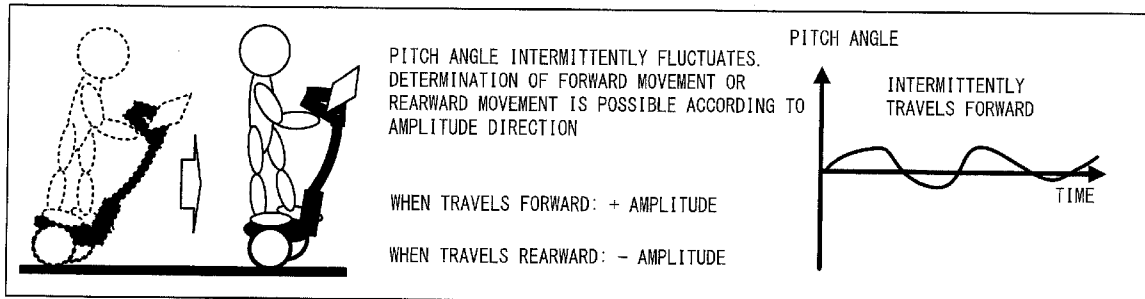 PITCH ANGLE INTERMITTENTLY FLUCTUATES.
DETERMINATION OF FORWARD MOVEMENT OR
REARWARD MOVEMENT IS POSSIBLE ACCORDING TO
AMPLITUDE DIRECTION
WHEN TRAVELS FORWARD: + AMPLITUDE
WHEN TRAVELS REARWARD: − AMPLITUDE
PITCH ANGLE
INTERMITTENTLY
TRAVELS FORWARD
TIME